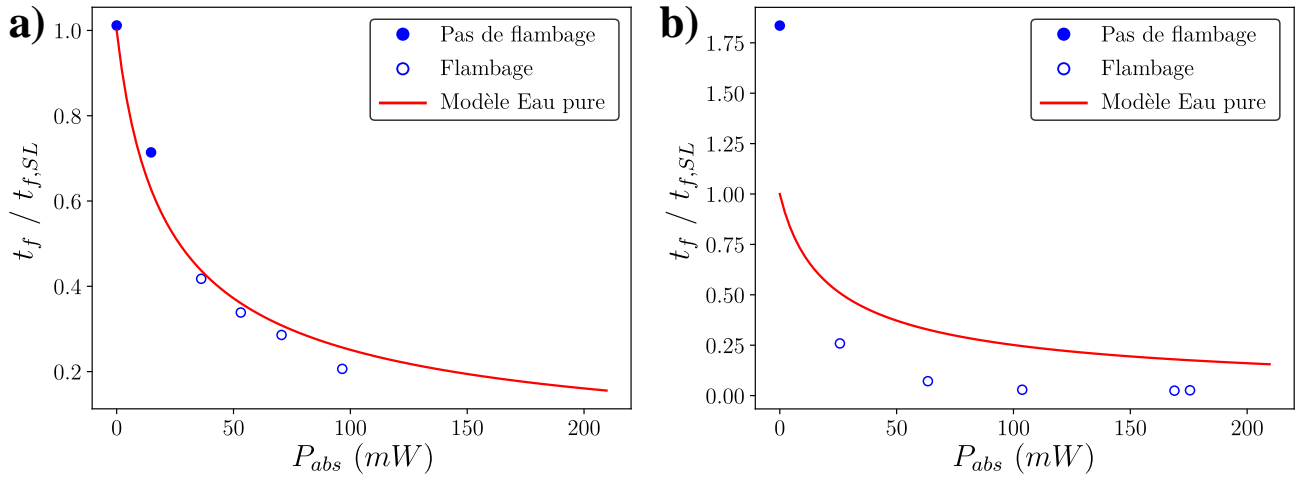 a)
Pas de flambage
Flambage
Modèle Eau pure
t_f / t_{f,SL}
1.0
0.8
0.6
0.4
0.2
0 50 100 150 200
P_{abs} (mW)
b)
Pas de flambage
Flambage
Modèle Eau pure
t_f / t_{f,SL}
1.75
1.50
1.25
1.00
0.75
0.50
0.25
0.00
0 50 100 150 200
P_{abs} (mW)